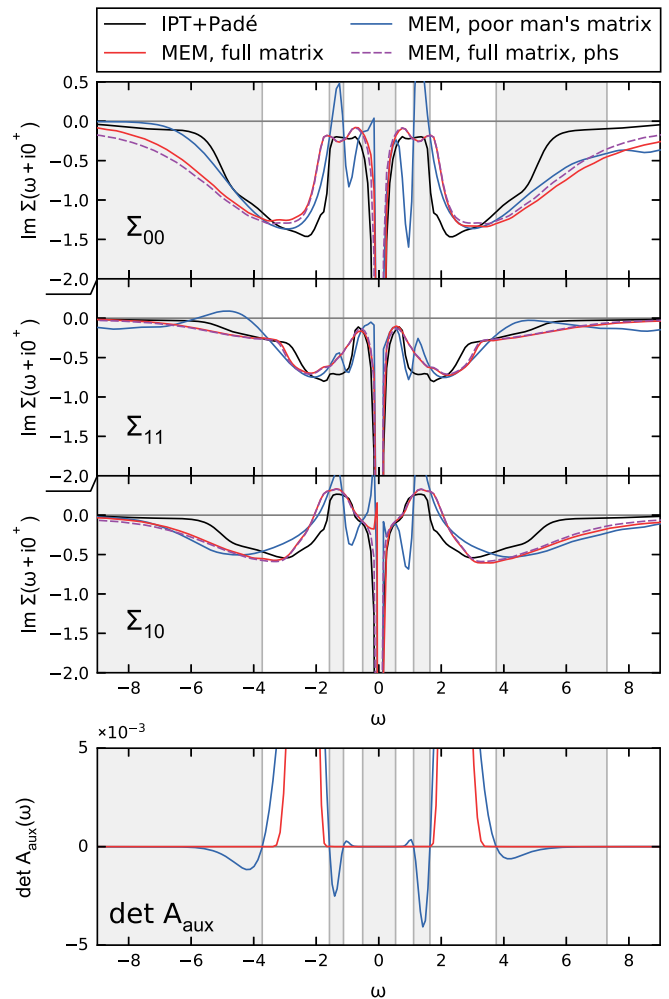 IPT+Padé
MEM, full matrix
MEM, poor man's matrix
MEM, full matrix, phs
0.5
0.0
−0.5
−1.0
−1.5
−2.0
Im Σ(ω + i0⁺)
Σ₀₀
0.0
−0.5
−1.0
−1.5
−2.0
Im Σ(ω + i0⁺)
Σ₁₁
0.0
−0.5
−1.0
−1.5
−2.0
Im Σ(ω + i0⁺)
Σ₁₀
−8 −6 −4 −2 0 2 4 6 8
ω
×10⁻³
5
0
−5
det A_aux(ω)
det A_aux
−8 −6 −4 −2 0 2 4 6 8
ω